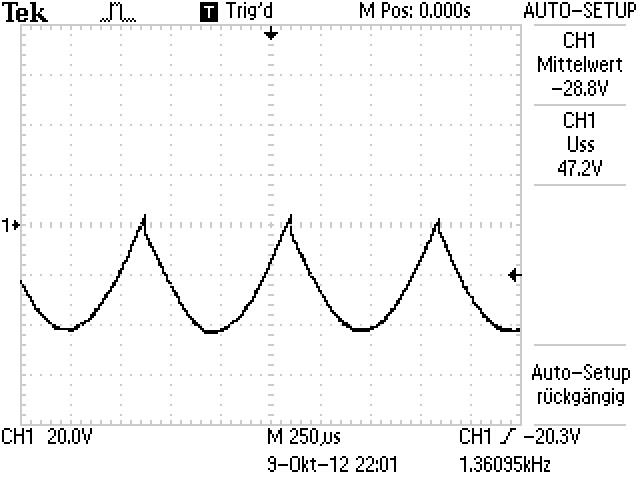 Tek T Trig'd M Pos: 0.000s AUTO-SETUP
CH1
Mittelwert
-28.8V
CH1
Uss
47.2V
1
Auto-Setup
rückgängig
CH1 20.0V M 250µs CH1 -20.3V
9-Okt-12 22:01 1.36095kHz